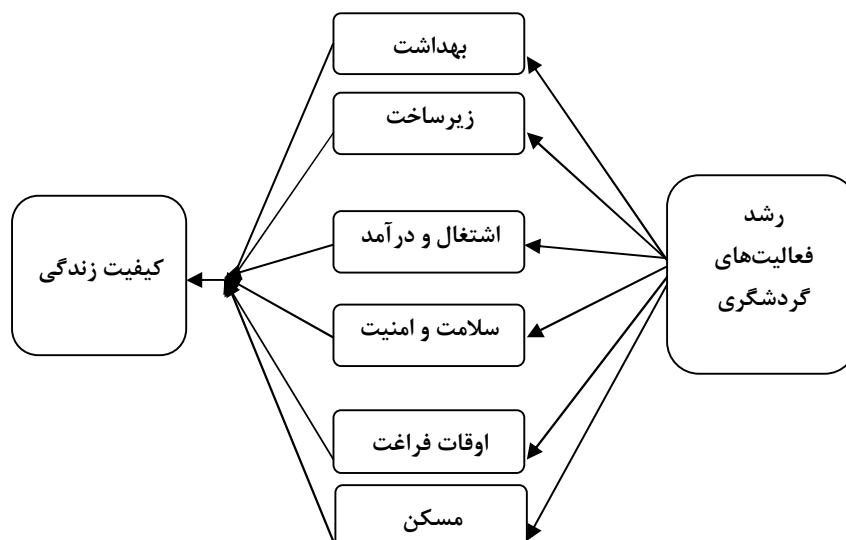 بهداشت
زیرساخت
رشد
فعالیت‌های
گردشگری
اشتغال و درآمد
کیفیت زندگی
سلامت و امنیت
اوقات فراغت
مسکن